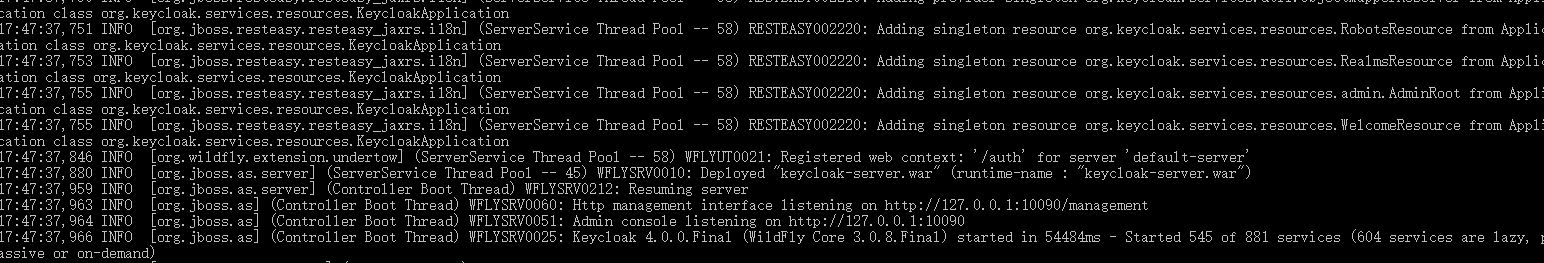 org.keycloak.services.resources.KeycloakApplication
17:47:37,751 INFO  [org.jboss.resteasy.resteasy_jaxrs.i18n] (ServerService Thread Pool -- 58) RESTEASY002220: Adding singleton resource org.keycloak.services.resources.RobotsResource from Applic
ation class org.keycloak.services.resources.KeycloakApplication
17:47:37,753 INFO  [org.jboss.resteasy.resteasy_jaxrs.i18n] (ServerService Thread Pool -- 58) RESTEASY002220: Adding singleton resource org.keycloak.services.resources.RealmsResource from Applic
ation class org.keycloak.services.resources.KeycloakApplication
17:47:37,755 INFO  [org.jboss.resteasy.resteasy_jaxrs.i18n] (ServerService Thread Pool -- 58) RESTEASY002220: Adding singleton resource org.keycloak.services.resources.admin.AdminRoot from Appli
cation class org.keycloak.services.resources.KeycloakApplication
17:47:37,755 INFO  [org.jboss.resteasy.resteasy_jaxrs.i18n] (ServerService Thread Pool -- 58) RESTEASY002220: Adding singleton resource org.keycloak.services.resources.WelcomeResource from Appli
cation class org.keycloak.services.resources.KeycloakApplication
17:47:37,846 INFO  [org.wildfly.extension.undertow] (ServerService Thread Pool -- 58) WFLYUT0021: Registered web context: '/auth' for server 'default-server'
17:47:37,880 INFO  [org.jboss.as.server] (ServerService Thread Pool -- 45) WFLYSRV0010: Deployed "keycloak-server.war" (runtime-name : "keycloak-server.war")
17:47:37,959 INFO  [org.jboss.as.server] (Controller Boot Thread) WFLYSRV0212: Resuming server
17:47:37,963 INFO  [org.jboss.as] (Controller Boot Thread) WFLYSRV0060: Http management interface listening on http://127.0.0.1:10090/management
17:47:37,964 INFO  [org.jboss.as] (Controller Boot Thread) WFLYSRV0051: Admin console listening on http://127.0.0.1:10090
17:47:37,966 INFO  [org.jboss.as] (Controller Boot Thread) WFLYSRV0025: Keycloak 4.0.0.Final (WildFly Core 3.0.8.Final) started in 54484ms - Started 545 of 881 services (604 services are lazy, p
assive or on-demand)